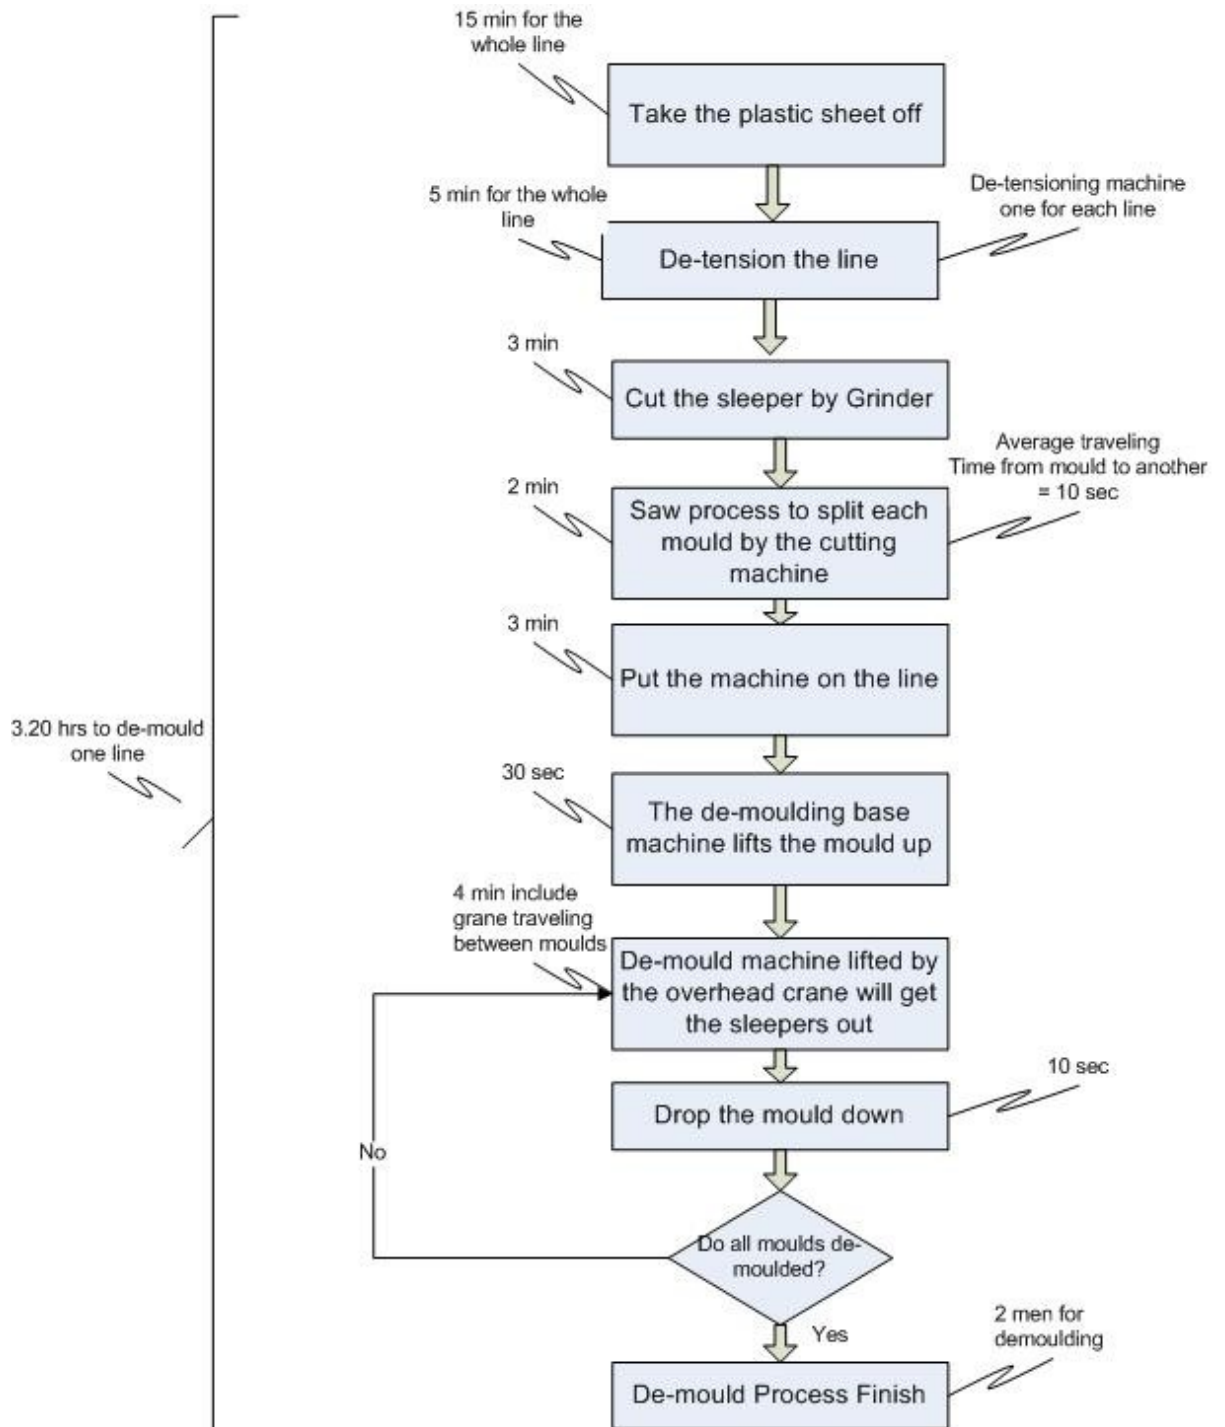 15 min for the
whole line
Take the plastic sheet off
5 min for the whole
line
De-tensioning machine
one for each line
De-tension the line
3 min
Cut the sleeper by Grinder
Average traveling
Time from mould to another
= 10 sec
2 min
Saw process to split each
mould by the cutting
machine
3 min
Put the machine on the line
3.20 hrs to de-mould
one line
30 sec
The de-moulding base
machine lifts the mould up
4 min include
grane traveling
between moulds
De-mould machine lifted by
the overhead crane will get
the sleepers out
10 sec
Drop the mould down
No
Do all moulds de-
moulded?
Yes
2 men for
demoulding
De-mould Process Finish